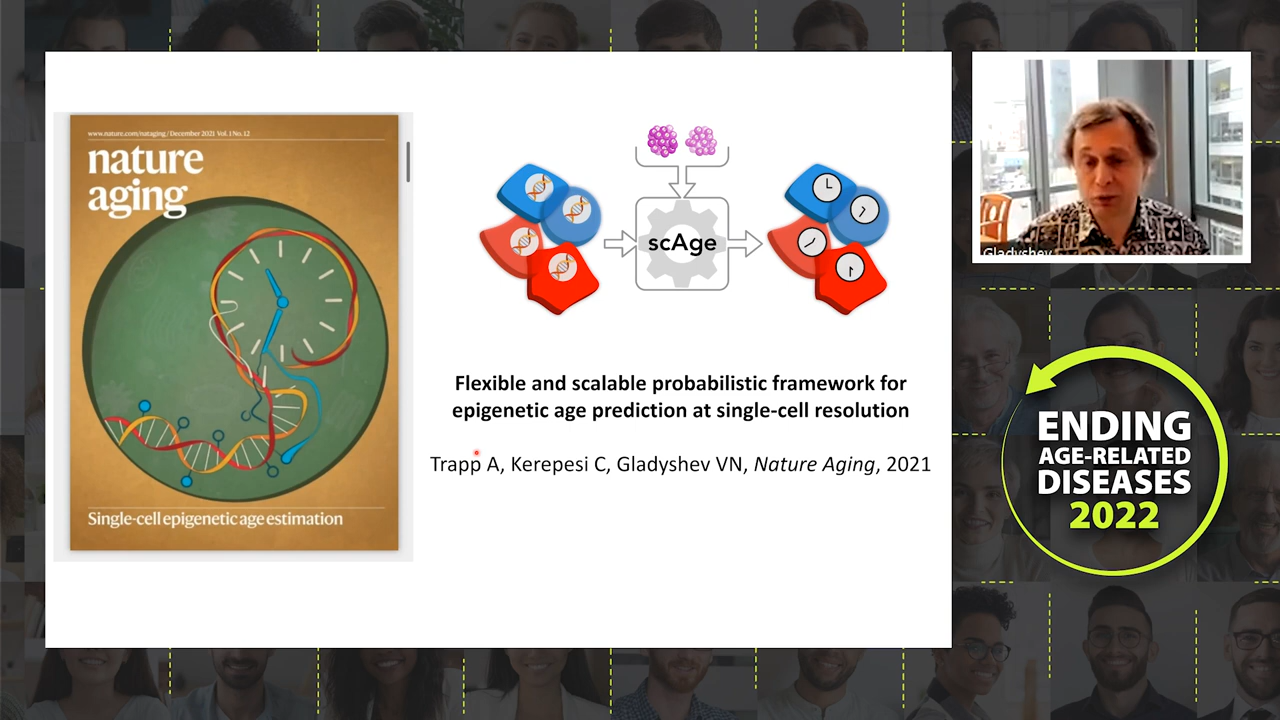 www.nature.com/nataging / December 2021 Vol. 1 No. 12
nature
aging
Single-cell epigenetic age estimation
scAge
Flexible and scalable probabilistic framework for
epigenetic age prediction at single-cell resolution
Trapp A, Kerepesi C, Gladyshev VN, Nature Aging, 2021
Gladyshev
ENDING
AGE-RELATED
DISEASES
2022